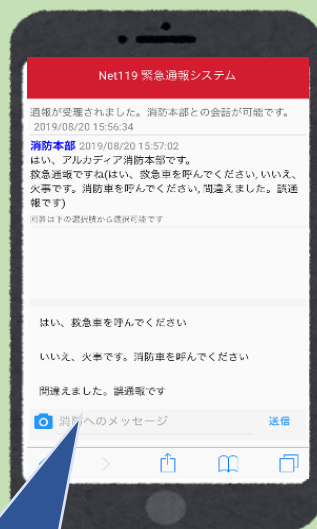 Net119 緊急通報システム
通報が受理されました。消防本部との会話が可能です。
2019/08/20 15:56:34
消防本部 2019/08/20 15:57:02
はい、アルカディア消防本部です。
救急通報ですね(はい、救急車を呼んでください, いいえ、
火事です。消防車を呼んでください, 間違えました。誤通
報です)
回答は下の選択肢から選択可能です
はい、救急車を呼んでください
いいえ、火事です。消防車を呼んでください
間違えました。誤通報です
消防へのメッセージ
送信